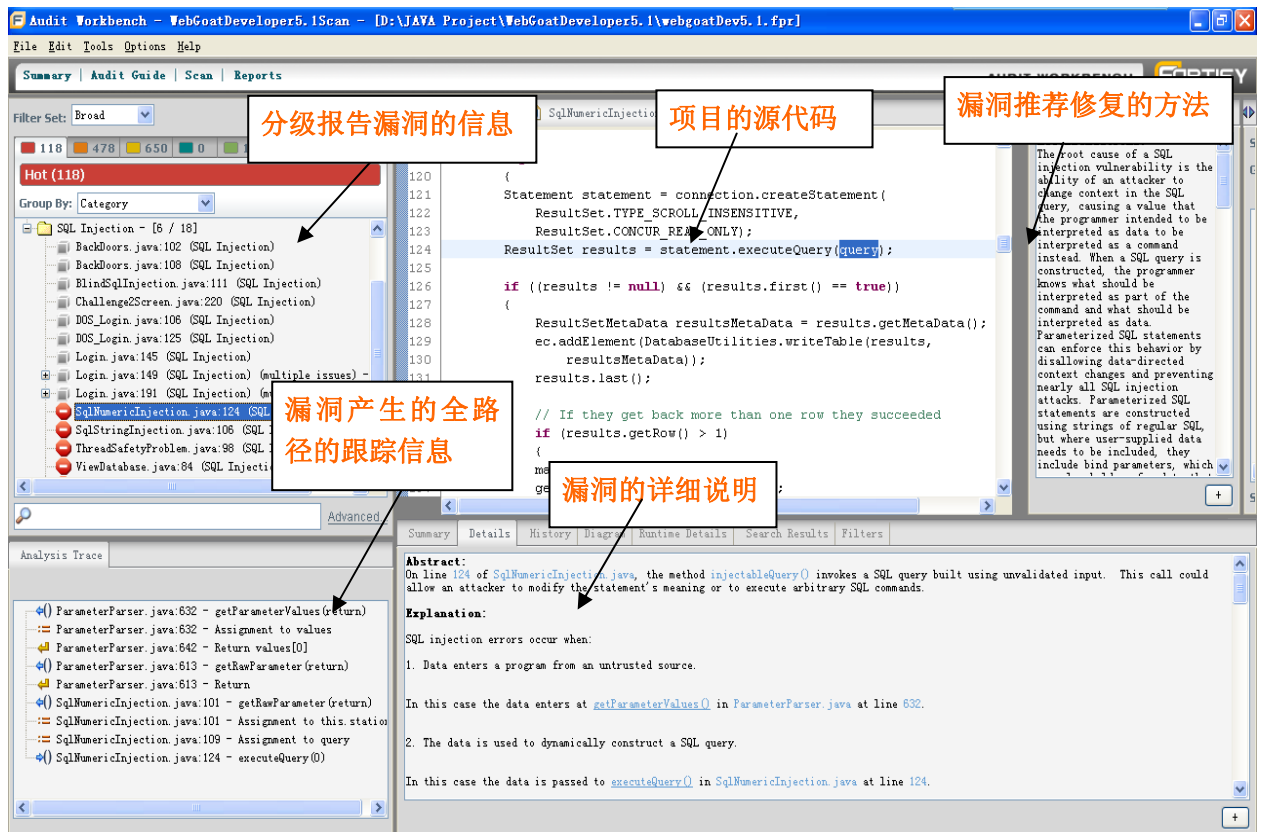 Audit Workbench - WebGoatDeveloper5.1Scan - [D:\JAVA Project\WebGoatDeveloper5.1\webgoatDev5.1.fpr]
File Edit Tools Options Help
Summary | Audit Guide | Scan | Reports
Filter Set: Broad
118 478 650 0
分级报告漏洞的信息
项目的源代码
漏洞推荐修复的方法
Hot (118)
Group By: Category
SQL Injection - [6 / 18]
BackDoors.java:102 (SQL Injection)
BackDoors.java:108 (SQL Injection)
BlindSqlInjection.java:111 (SQL Injection)
Challenge2Screen.java:220 (SQL Injection)
DOS_Login.java:106 (SQL Injection)
DOS_Login.java:125 (SQL Injection)
Login.java:145 (SQL Injection)
Login.java:149 (SQL Injection) (multiple issues) -
Login.java:191 (SQL Injection)
SqlNumericInjection.java:124 (SQL
SqlStringInjection.java:106 (SQL
ThreadSafetyProblem.java:98 (SQL
ViewDatabase.java:84 (SQL Injecti
漏洞产生的全路
径的跟踪信息
Advanced...
SqlNumericInjection
120 {
121 Statement statement = connection.createStatement(
122 ResultSet.TYPE_SCROLL_INSENSITIVE,
123 ResultSet.CONCUR_READ_ONLY);
124 ResultSet results = statement.executeQuery(query);
125
126 if ((results != null) && (results.first() == true))
127 {
128 ResultSetMetaData resultsMetaData = results.getMetaData();
129 ec.addElement(DatabaseUtilities.writeTable(results,
130 resultsMetaData));
131 results.last();
// If they get back more than one row they succeeded
if (results.getRow() > 1)
{
ma
ge
漏洞的详细说明
The root cause of a SQL
injection vulnerability is the
ability of an attacker to
change context in the SQL
query, causing a value that
the programmer intended to be
interpreted as data to be
interpreted as a command
instead. When a SQL query is
constructed, the programmer
knows what should be
interpreted as part of the
command and what should be
interpreted as data.
Parameterized SQL statements
can enforce this behavior by
disallowing data-directed
context changes and preventing
nearly all SQL injection
attacks. Parameterized SQL
statements are constructed
using strings of regular SQL,
but where user-supplied data
needs to be included, they
include bind parameters, which
Analysis Trace
ParameterParser.java:632 - getParameterValues(return)
ParameterParser.java:632 - Assignment to values
ParameterParser.java:642 - Return values[0]
ParameterParser.java:613 - getRawParameter(return)
ParameterParser.java:613 - Return
SqlNumericInjection.java:101 - getRawParameter(return)
SqlNumericInjection.java:101 - Assignment to this.station
SqlNumericInjection.java:109 - Assignment to query
SqlNumericInjection.java:124 - executeQuery(0)
Summary Details History Diagram Runtime Details Search Results Filters
Abstract:
On line 124 of SqlNumericInjection.java, the method injectableQuery() invokes a SQL query built using unvalidated input. This call could
allow an attacker to modify the statement's meaning or to execute arbitrary SQL commands.
Explanation:
SQL injection errors occur when:
1. Data enters a program from an untrusted source.
In this case the data enters at getParameterValues() in ParameterParser.java at line 632.
2. The data is used to dynamically construct a SQL query.
In this case the data is passed to executeQuery() in SqlNumericInjection.java at line 124.